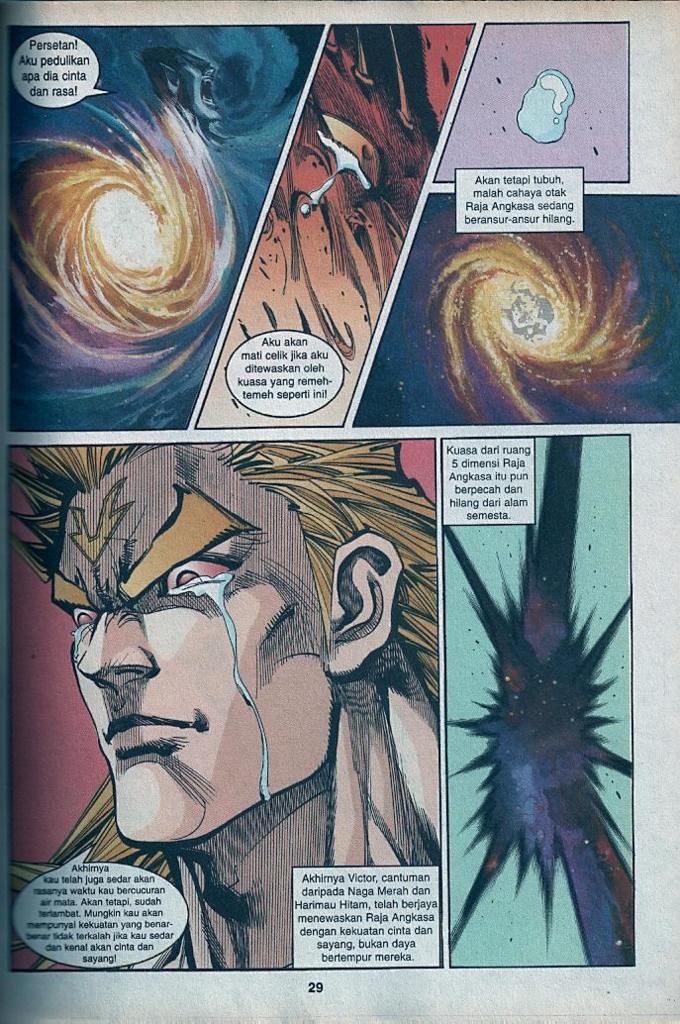 Persetan!
Aku pedulikan
apa dia cinta
dan rasa!
Aku akan
mati celik jika aku
ditewaskan oleh
kuasa yang remeh-
temeh seperti ini!
Akan tetapi tubuh,
malah cahaya otak
Raja Angkasa sedang
beransur-ansur hilang.
Akhirnya
kau telah juga sedar akan
rasanya waktu kau bercucuran
air mata. Akan tetapi, sudah
terlambat. Mungkin kau akan
mempunyai kekuatan yang benar-
benar tidak terkalah jika kau sedar
dan kenal akan cinta dan
sayang!
Akhirnya Victor, cantuman
daripada Naga Merah dan
Harimau Hitam, telah berjaya
menewaskan Raja Angkasa
dengan kekuatan cinta dan
sayang, bukan daya
bertempur mereka.
Kuasa dari ruang
5 dimensi Raja
Angkasa itu pun
berpecah dan
hilang dari alam
semesta.
29